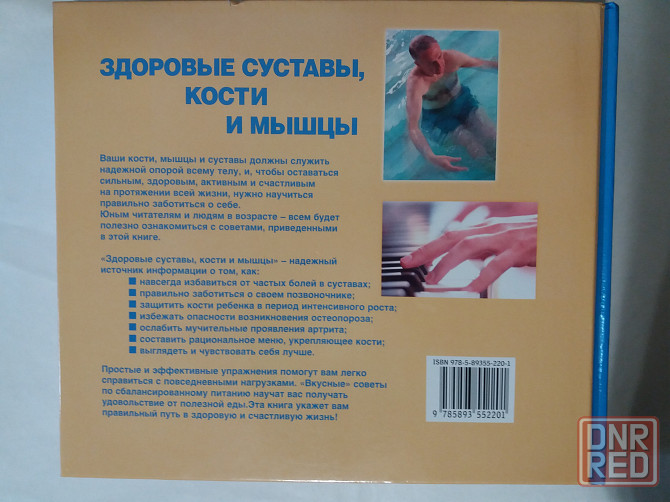 ЗДОРОВЫЕ СУСТАВЫ,
КОСТИ
И МЫШЦЫ
Ваши кости, мышцы и суставы должны служить
надежной опорой всему телу, и, чтобы оставаться
сильным, здоровым, активным и счастливым
на протяжении всей жизни, нужно научиться
правильно заботиться о себе.
Юным читателям и людям в возрасте – всем будет
полезно ознакомиться с советами, приведенными
в этой книге.
«Здоровые суставы, кости и мышцы» – надежный
источник информации о том, как:
■ навсегда избавиться от частых болей в суставах;
■ правильно заботиться о своем позвоночнике;
■ защитить кости ребенка в период интенсивного роста;
■ избежать опасности возникновения остеопороза;
■ ослабить мучительные проявления артрита;
■ составить рациональное меню, укрепляющее кости;
■ выглядеть и чувствовать себя лучше.
Простые и эффективные упражнения помогут вам легко
справиться с повседневными нагрузками. «Вкусные» советы
по сбалансированному питанию научат вас получать
удовольствие от полезной еды.Эта книга укажет вам
правильный путь в здоровую и счастливую жизнь!
ISBN 978-5-89355-220-1
9 785893 552201
DNR
RED